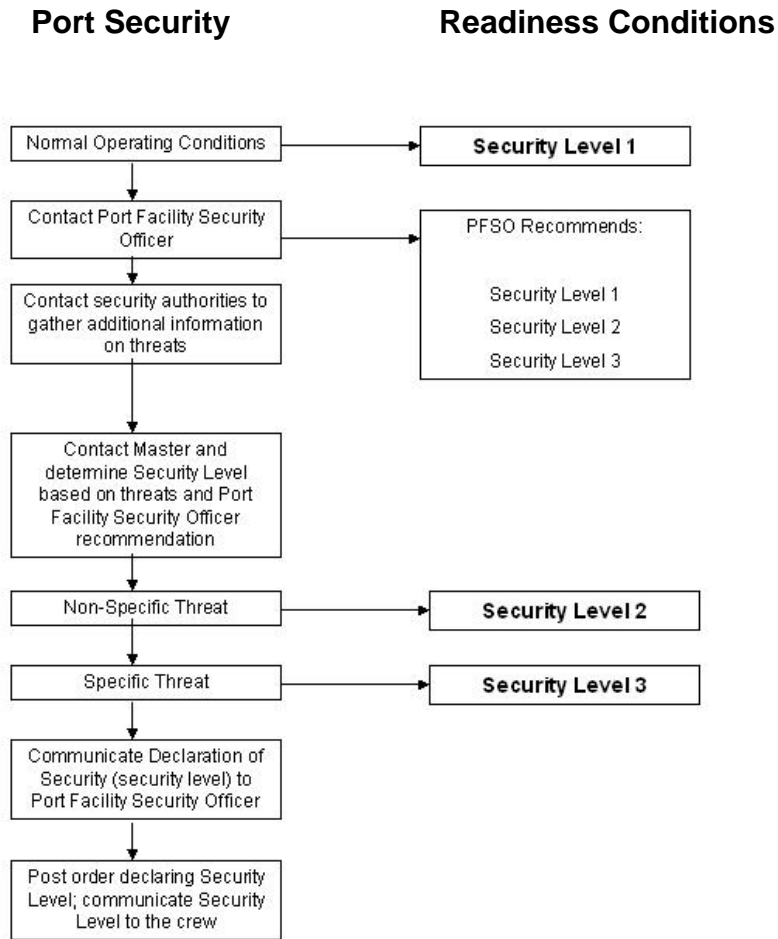 Port Security
Readiness Conditions
Normal Operating Conditions
Security Level 1
Contact Port Facility Security
Officer
PFSO Recommends:
Security Level 1
Security Level 2
Security Level 3
Contact security authorities to
gather additional information
on threats
Contact Master and
determine Security Level
based on threats and Port
Facility Security Officer
recommendation
Non-Specific Threat
Security Level 2
Specific Threat
Security Level 3
Communicate Declaration of
Security (security level) to
Port Facility Security Officer
Post order declaring Security
Level; communicate Security
Level to the crew